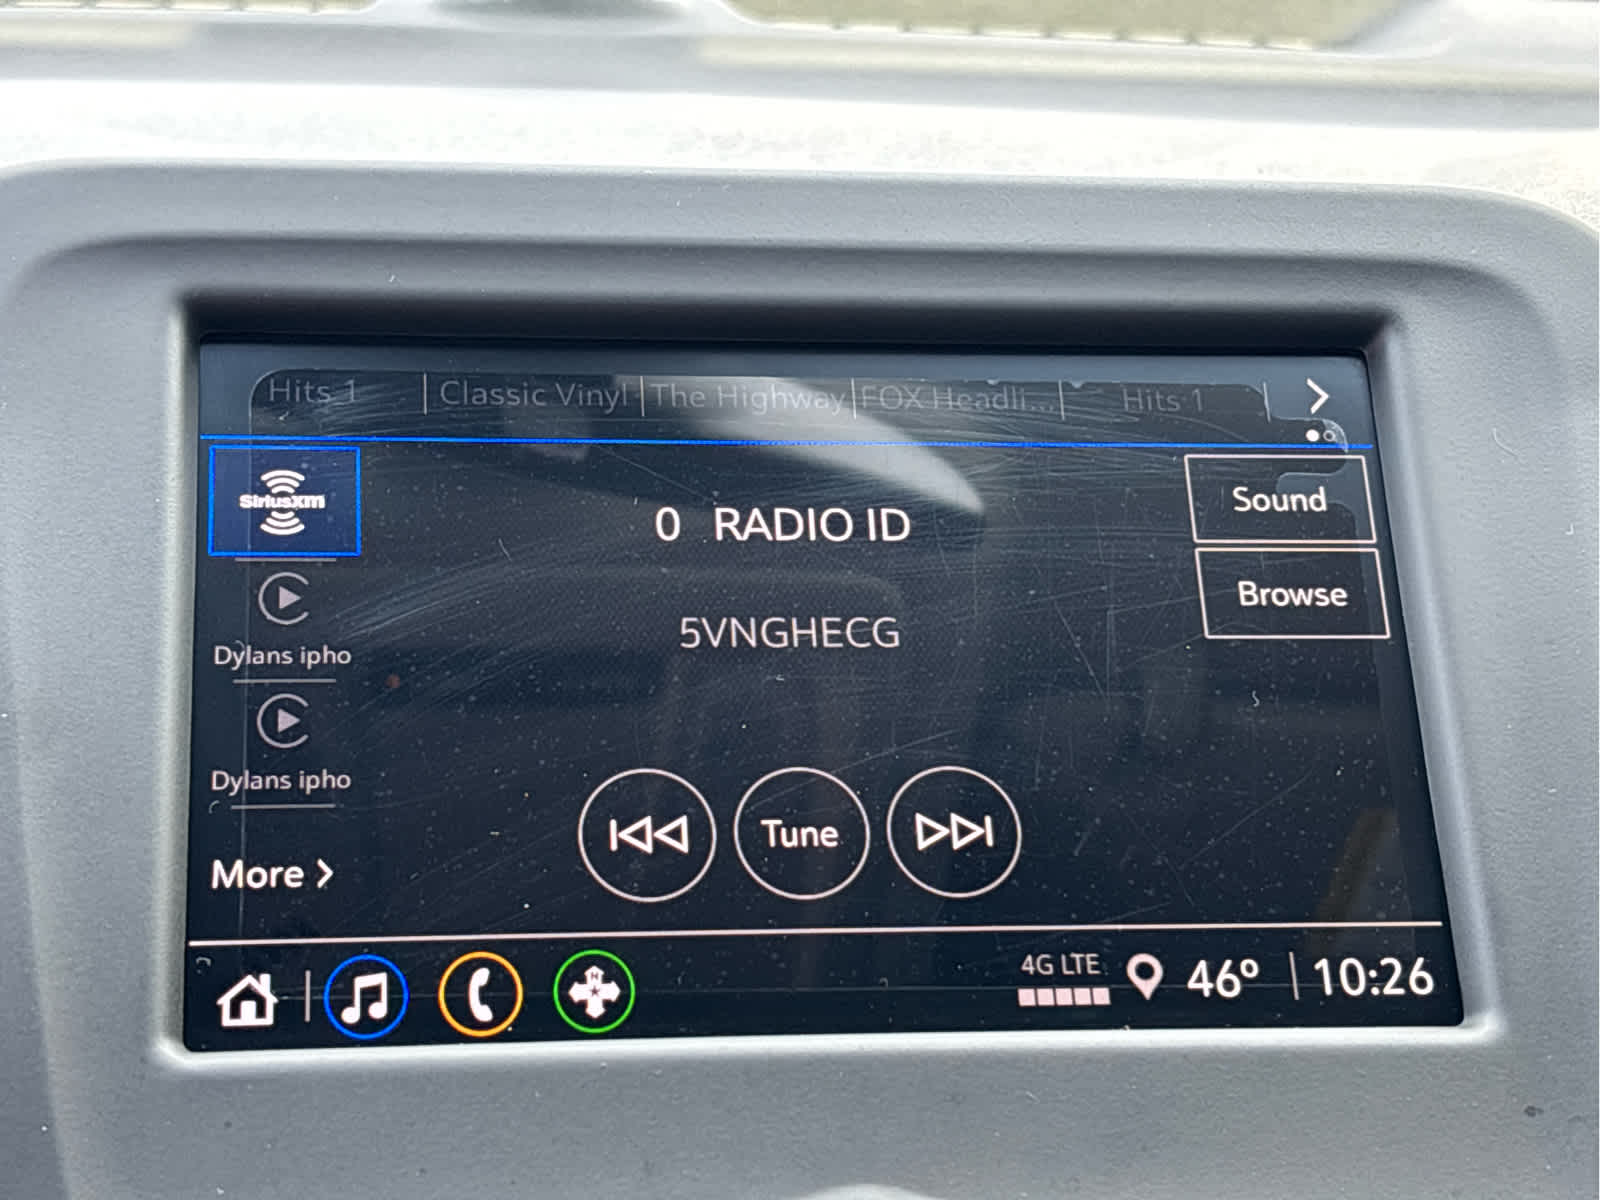 Hits 1 Classic Vinyl The Highway FOX Headli... Hits 1
SiriusXM
0 RADIO ID
Sound
Browse
5VNGHECG
Dylans ipho
Dylans ipho
More
Tune
N
4G LTE 46° 10:26